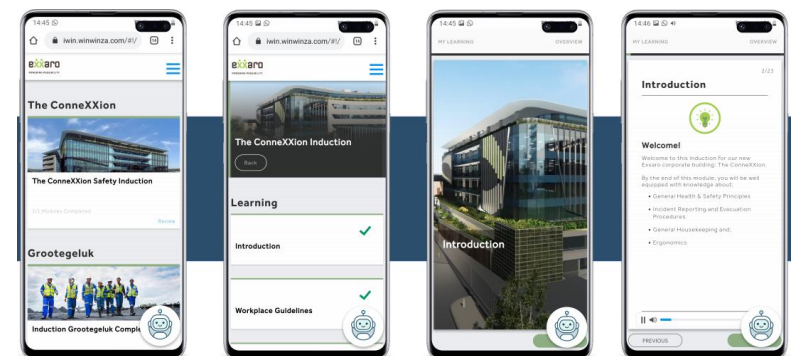 14:45
iwin.winwinza.com/#!/
exxaro
POWERING POSSIBILITY
The ConneXXion
The ConneXXion Safety Induction
Review
Grootegeluk
Induction Grootegeluk Comple
14:45
iwin.winwinza.com/#!/
exxaro
POWERING POSSIBILITY
The ConneXXion Induction
Back
Learning
Introduction
Workplace Guidelines
14:45
MY LEARNING OVERVIEW
Introduction
14:46
MY LEARNING OVERVIEW
2/23
Introduction
Welcome!
Welcome to this Induction for our new
Exxaro corporate building: The ConneXXion.
By the end of this module, you will be well
equipped with knowledge about:
• General Health & Safety Principles
• Incident Reporting and Evacuation
Procedures
• General Housekeeping and;
• Ergonomics
PREVIOUS